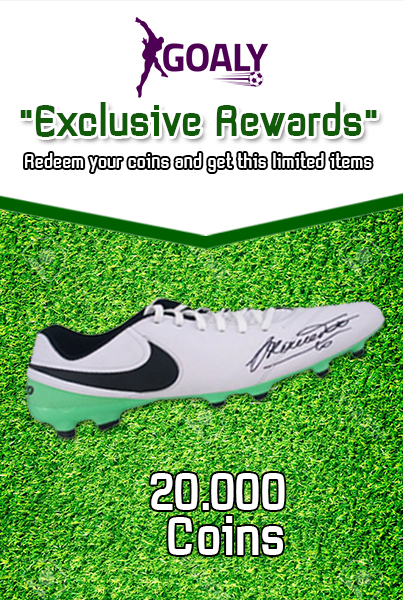 GOALY
"Exclusive Rewards"
Redeem your coins and get this limited items
20.000
Coins